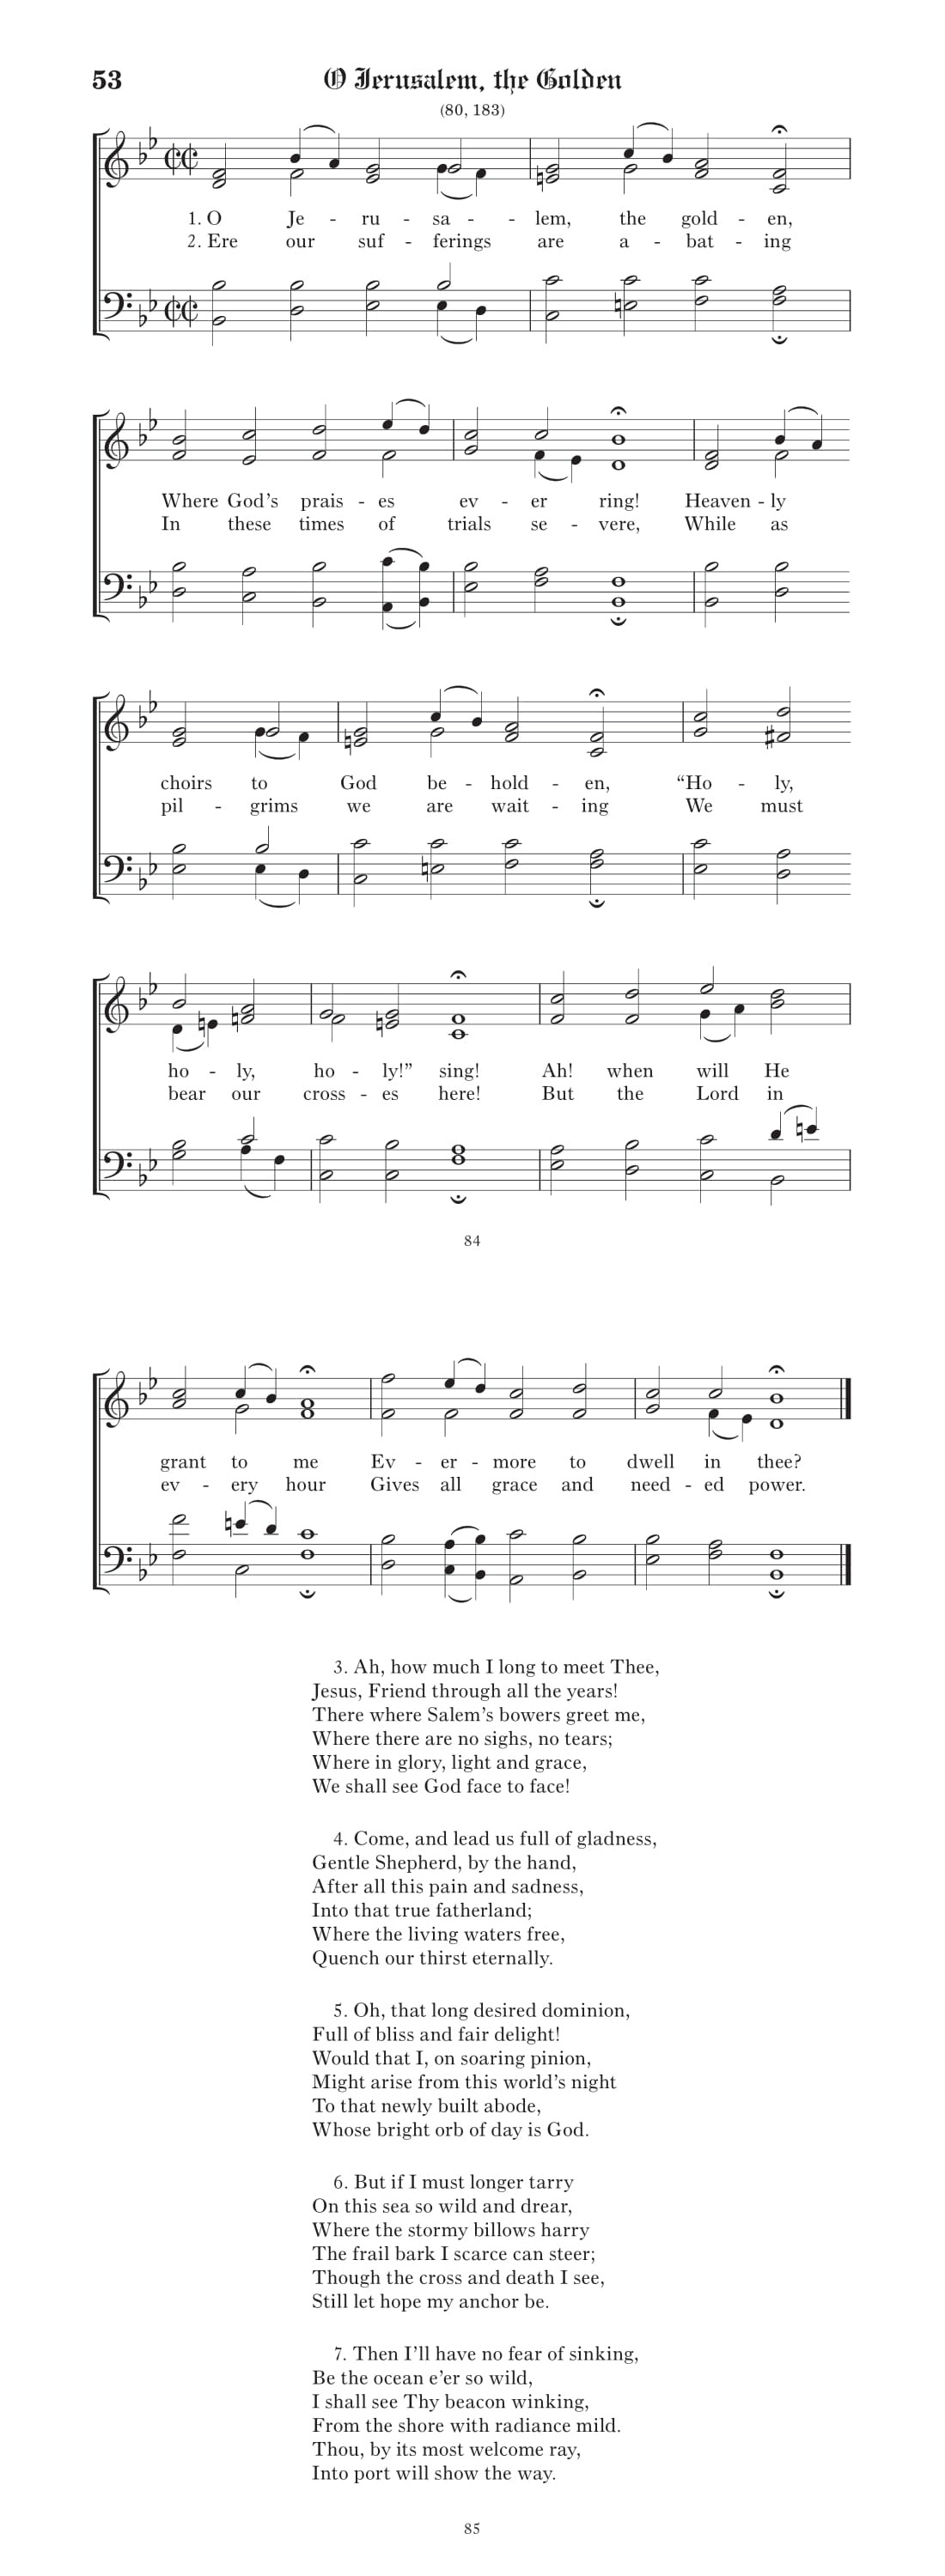 53
O Jerusalem, the Golden
(80, 183)
1. O Je - ru - sa - - lem, the gold - en,
2. Ere our suf - ferings are a - bat - ing
Where God's prais - es ev - er ring! Heaven - ly
In these times of trials se - vere, While as
choirs to God be - hold - en, “Ho - ly,
pil - grims we are wait - ing We must
ho - ly, ho - ly!” sing! Ah! when will He
bear our cross - es here! But the Lord in
84
grant to me Ev - er - more to dwell in thee?
ev - ery hour Gives all grace and need - ed power.
3. Ah, how much I long to meet Thee,
Jesus, Friend through all the years!
There where Salem's bowers greet me,
Where there are no sighs, no tears;
Where in glory, light and grace,
We shall see God face to face!
4. Come, and lead us full of gladness,
Gentle Shepherd, by the hand,
After all this pain and sadness,
Into that true fatherland;
Where the living waters free,
Quench our thirst eternally.
5. Oh, that long desired dominion,
Full of bliss and fair delight!
Would that I, on soaring pinion,
Might arise from this world's night
To that newly built abode,
Whose bright orb of day is God.
6. But if I must longer tarry
On this sea so wild and drear,
Where the stormy billows harry
The frail bark I scarce can steer;
Though the cross and death I see,
Still let hope my anchor be.
7. Then I'll have no fear of sinking,
Be the ocean e'er so wild,
I shall see Thy beacon winking,
From the shore with radiance mild.
Thou, by its most welcome ray,
Into port will show the way.
85